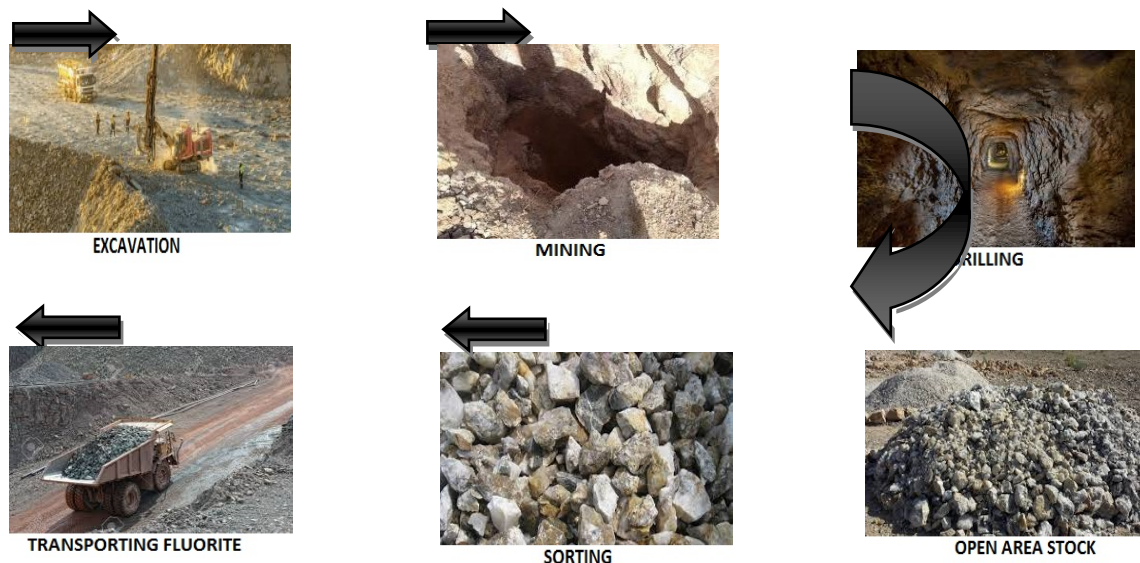 EXCAVATION
MINING
RILLING
TRANSPORTING FLUORITE
SORTING
OPEN AREA STOCK